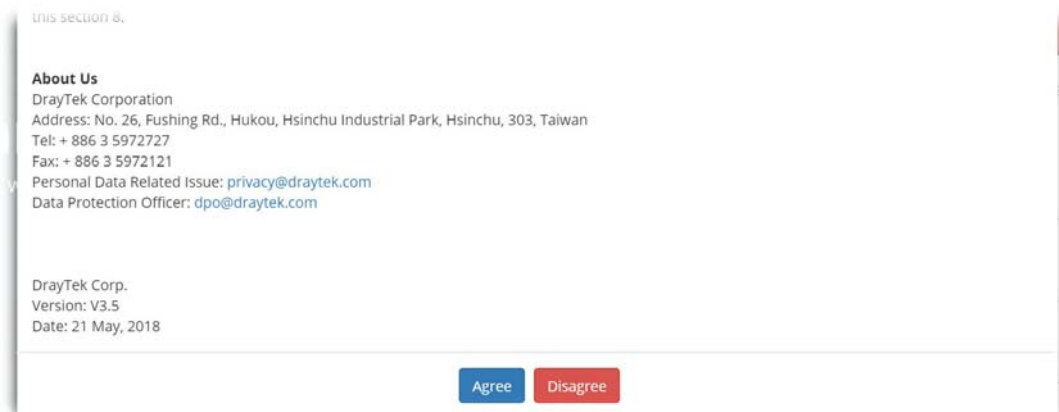 this section 8.
About Us
DrayTek Corporation
Address: No. 26, Fushing Rd., Hukou, Hsinchu Industrial Park, Hsinchu, 303, Taiwan
Tel: + 886 3 5972727
Fax: + 886 3 5972121
Personal Data Related Issue: privacy@draytek.com
Data Protection Officer: dpo@draytek.com
DrayTek Corp.
Version: V3.5
Date: 21 May, 2018
Agree Disagree